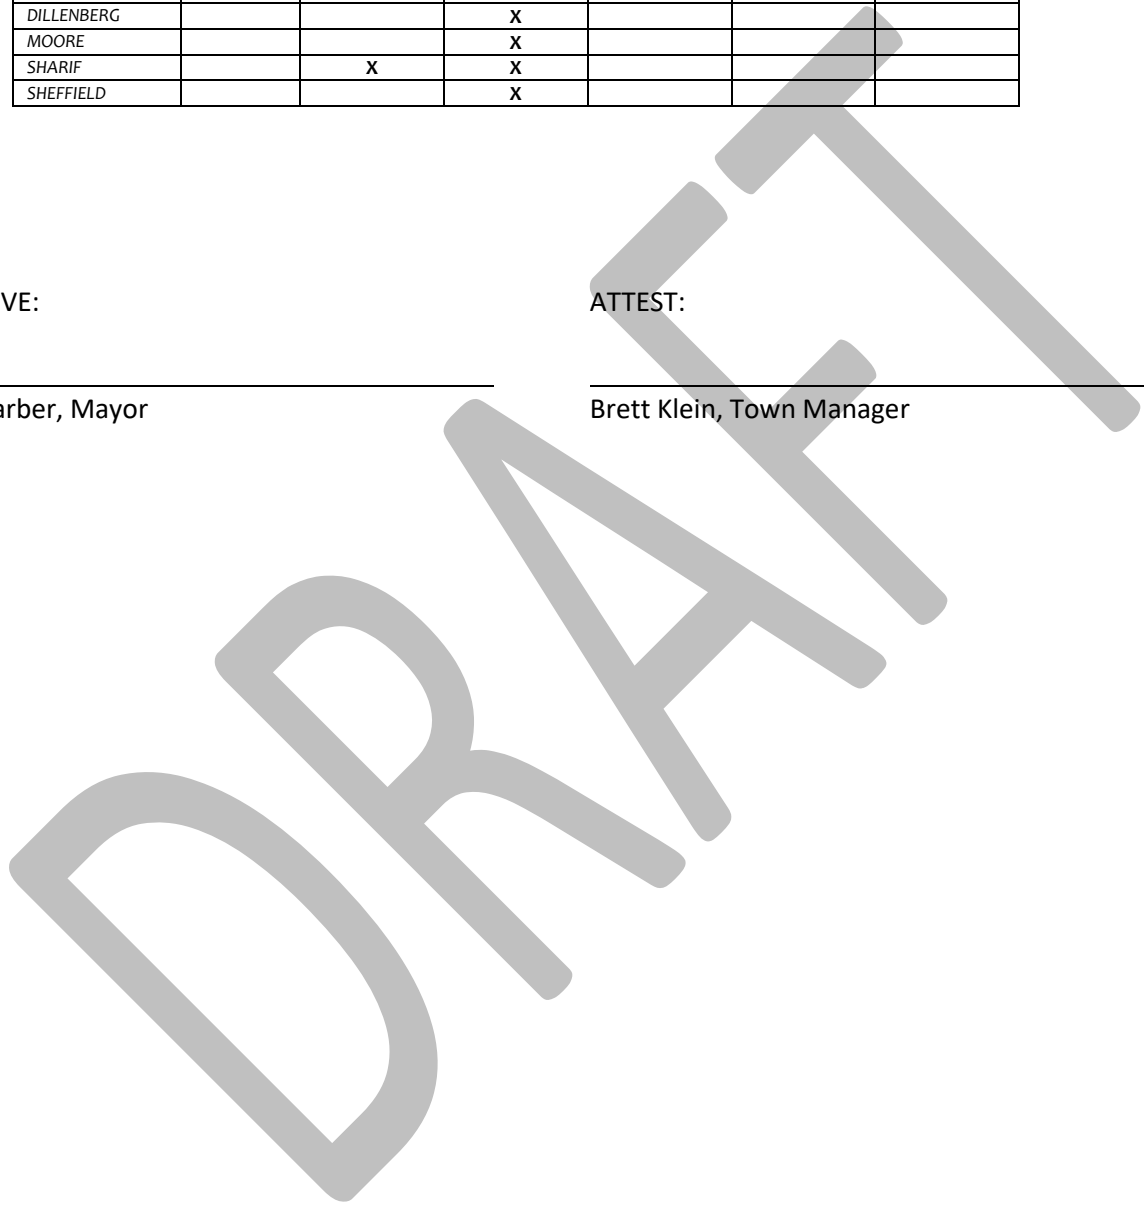 DILLENBERG X
MOORE X
SHARIF X X
SHEFFIELD X
VE: ATTEST:
arber, Mayor Brett Klein, Town Manager
DRAFT